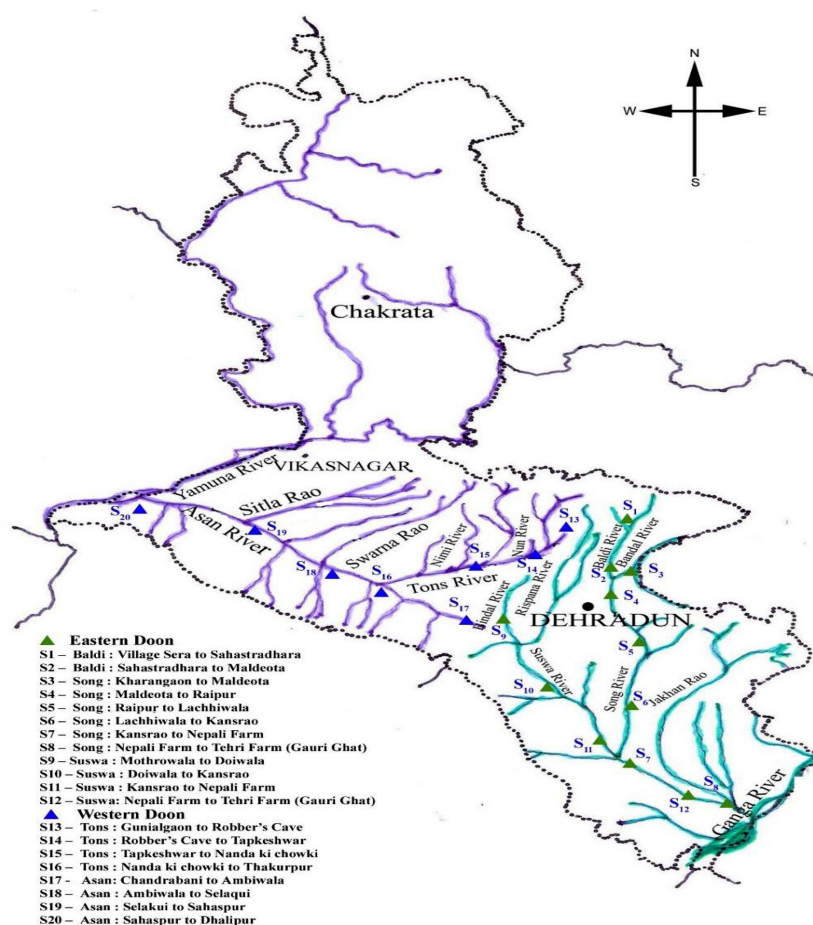 N
W E
S
Chakrata
VIKASNAGAR
Yamuna River
Sitla Rao
S20
Asan River
S19
Swarna Rao
Nimi River
Nun River
S13
S15
S14
S18
S16
Tons River
S17
Bindal River
Rispana River
S1
Baldi River
Bandal River
S2
S3
S4
DEHRADUN
S9
S5
Suswa River
S10
Song River
S6
Jakhan Rao
S11
S7
S8
S12
Ganga River
Eastern Doon
S1 – Baldi : Village Sera to Sahastradhara
S2 – Baldi : Sahastradhara to Maldeota
S3 – Song : Kharangaon to Maldeota
S4 – Song : Maldeota to Raipur
S5 – Song : Raipur to Lachhiwala
S6 – Song : Lachhiwala to Kansrao
S7 – Song : Kansrao to Nepali Farm
S8 – Song : Nepali Farm to Tehri Farm (Gauri Ghat)
S9 – Suswa : Mothrowala to Doiwala
S10 – Suswa : Doiwala to Kansrao
S11 – Suswa : Kansrao to Nepali Farm
S12 – Suswa: Nepali Farm to Tehri Farm (Gauri Ghat)
Western Doon
S13 – Tons : Gunialgaon to Robber's Cave
S14 – Tons : Robber's Cave to Tapkeshwar
S15 – Tons : Tapkeshwar to Nanda ki chowki
S16 – Tons : Nanda ki chowki to Thakurpur
S17 - Asan: Chandrabani to Ambiwala
S18 – Asan : Ambiwala to Selaqui
S19 – Asan : Selakui to Sahaspur
S20 – Asan : Sahaspur to Dhalipur